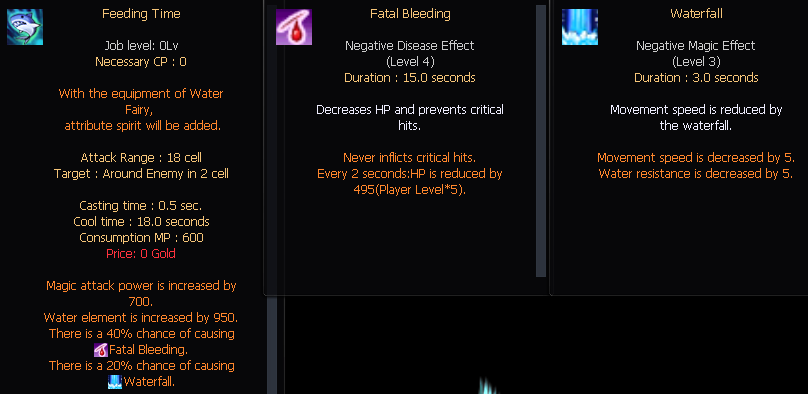 Feeding Time
Job level: 0Lv
Necessary CP : 0
With the equipment of Water
Fairy,
attribute spirit will be added.
Attack Range : 18 cell
Target : Around Enemy in 2 cell
Casting time : 0.5 sec.
Cool time : 18.0 seconds
Consumption MP : 600
Price: 0 Gold
Magic attack power is increased by
700.
Water element is increased by 950.
There is a 40% chance of causing
Fatal Bleeding.
There is a 20% chance of causing
Waterfall.
Fatal Bleeding
Negative Disease Effect
(Level 4)
Duration : 15.0 seconds
Decreases HP and prevents critical
hits.
Never inflicts critical hits.
Every 2 seconds:HP is reduced by
495(Player Level*5).
Waterfall
Negative Magic Effect
(Level 3)
Duration : 3.0 seconds
Movement speed is reduced by
the waterfall.
Movement speed is decreased by 5.
Water resistance is decreased by 5.